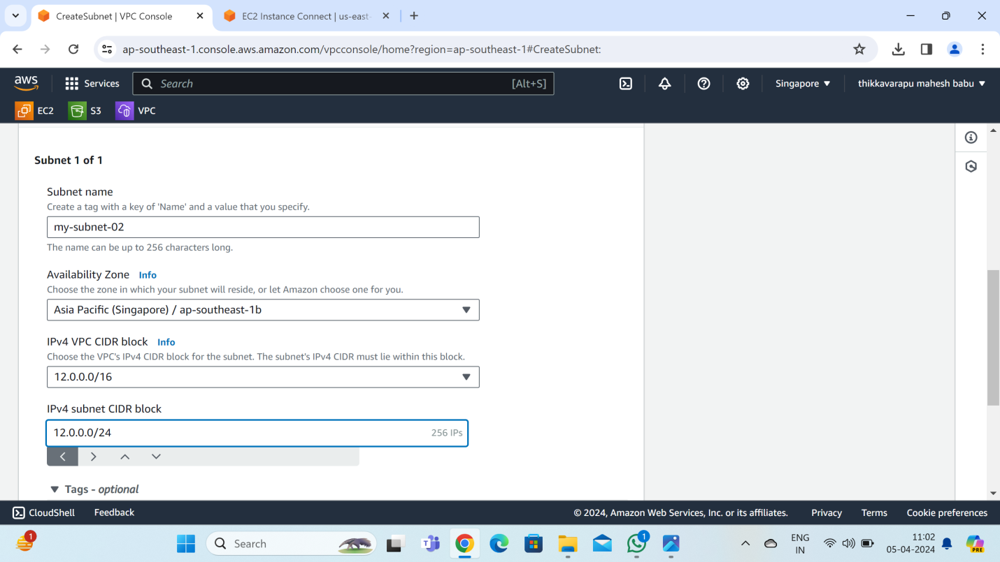 CreateSubnet | VPC Console
EC2 Instance Connect | us-east-
ap-southeast-1.console.aws.amazon.com/vpcconsole/home?region=ap-southeast-1#CreateSubnet:
aws Services Search [Alt+S] Singapore thikkavarapu mahesh babu
EC2 S3 VPC
Subnet 1 of 1
Subnet name
Create a tag with a key of 'Name' and a value that you specify.
my-subnet-02
The name can be up to 256 characters long.
Availability Zone Info
Choose the zone in which your subnet will reside, or let Amazon choose one for you.
Asia Pacific (Singapore) / ap-southeast-1b
IPv4 VPC CIDR block Info
Choose the VPC's IPv4 CIDR block for the subnet. The subnet's IPv4 CIDR must lie within this block.
12.0.0.0/16
IPv4 subnet CIDR block
12.0.0.0/24 256 IPs
Tags - optional
CloudShell Feedback © 2024, Amazon Web Services, Inc. or its affiliates. Privacy Terms Cookie preferences
1 Search T 1 ENG 11:02 PRE
IN 05-04-2024